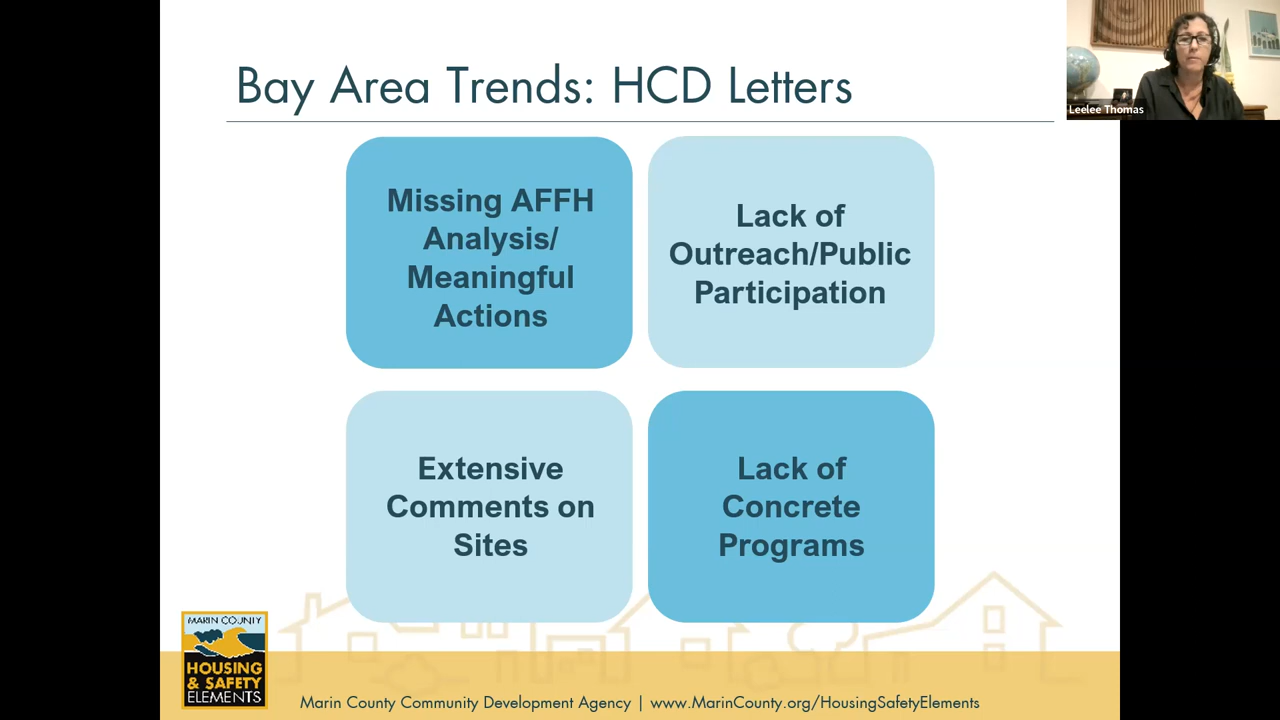 Bay Area Trends: HCD Letters
Leelee Thomas
Missing AFFH
Analysis/
Meaningful
Actions
Lack of
Outreach/Public
Participation
Extensive
Comments on
Sites
Lack of
Concrete
Programs
MARIN COUNTY
HOUSING
& SAFETY
ELEMENTS
Marin County Community Development Agency | www.MarinCounty.org/HousingSafetyElements